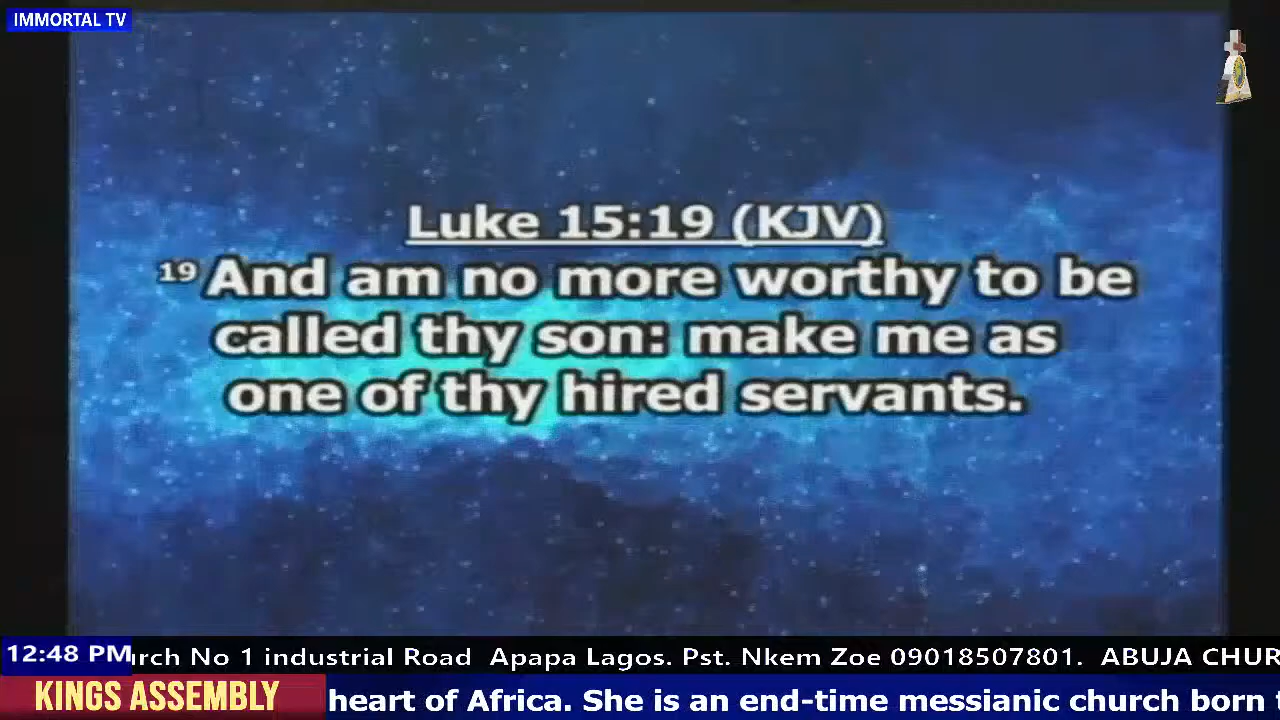 IMMORTAL TV
Luke 15:19 (KJV)
19 And am no more worthy to be
called thy son: make me as
one of thy hired servants.
12:48 PM
urch No 1 industrial Road Apapa Lagos. Pst. Nkem Zoe 09018507801. ABUJA CHUR
KINGS ASSEMBLY
heart of Africa. She is an end-time messianic church born